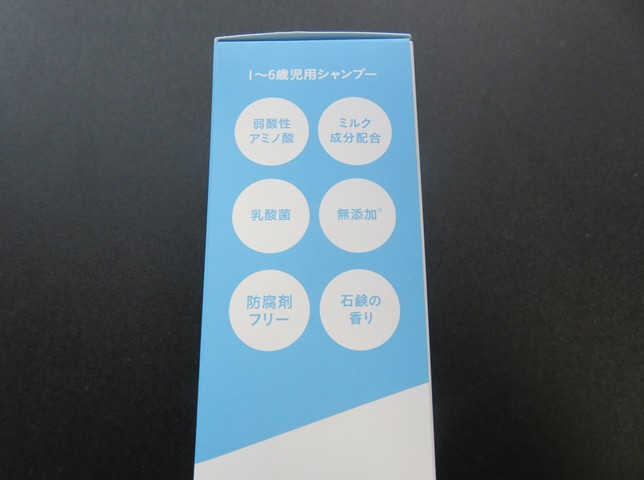 1〜6歳児用シャンプー
弱酸性
アミノ酸
ミルク
成分配合
乳酸菌
無添加※
防腐剤
フリー
石鹸の
香り